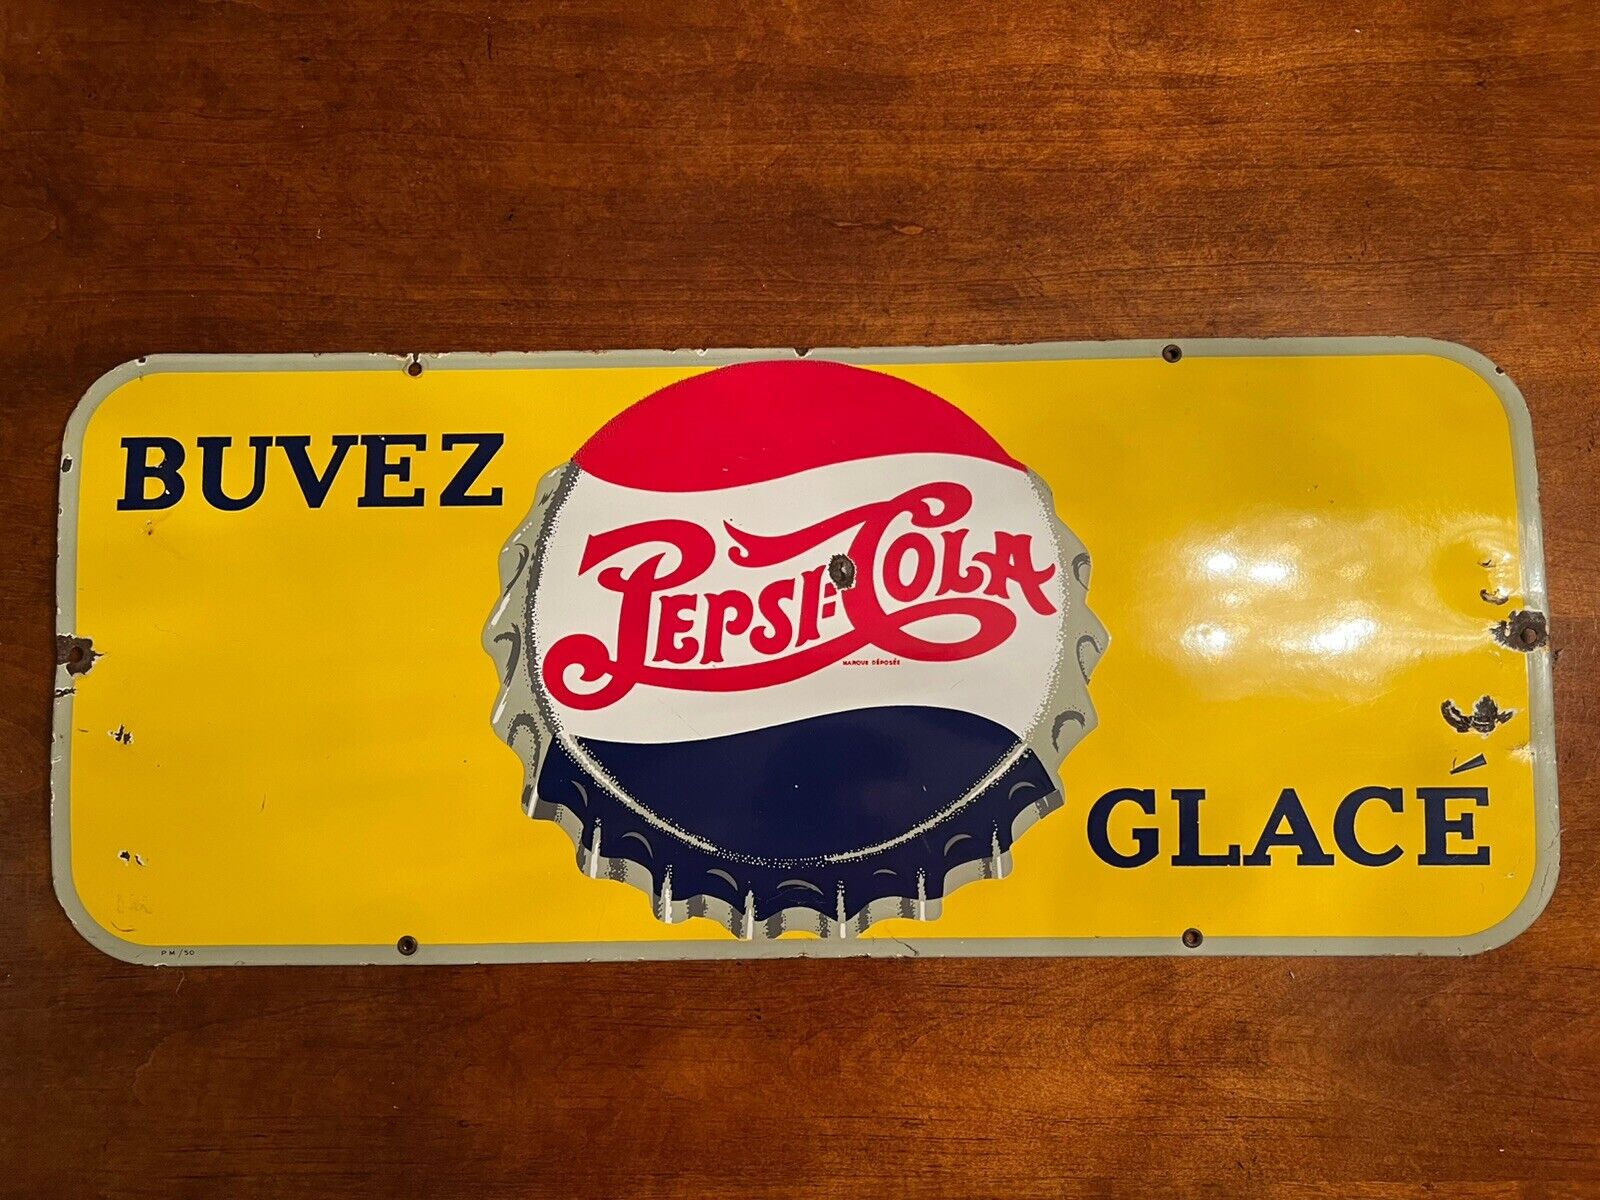 BUVEZ
PEPSI-COLA
MARQUE DÉPOSÉE
GLACÉ
PM/50